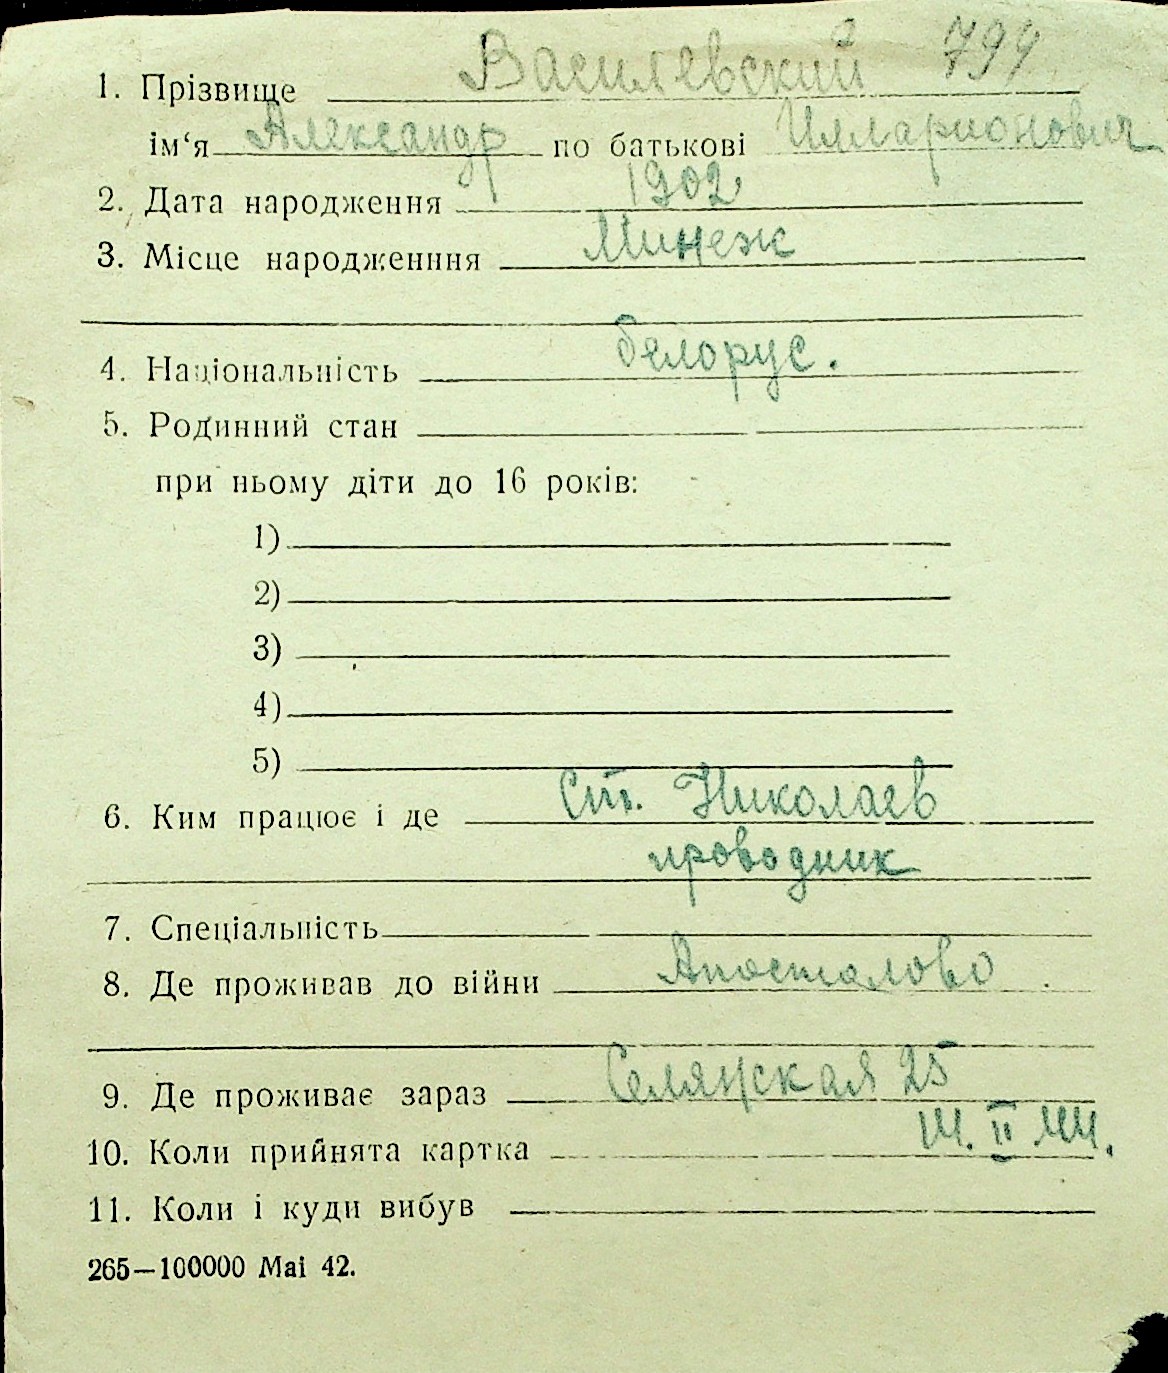 Василевский 799
1. Прізвище
ім‘я Александр по батькові Илларионович
2. Дата народження 1902
3. Місце народженння Минеж
4. Національність белорус.
5. Родинний стан
при ньому діти до 16 років:
1)
2)
3)
4)
5)
6. Ким працює і де ст. Николаев
проводник
7. Спеціальність
8. Де проживав до війни Апостолово
9. Де проживає зараз Селянская 25
10. Коли прийнята картка
11. Коли і куди вибув
265—100000 Mai 42.